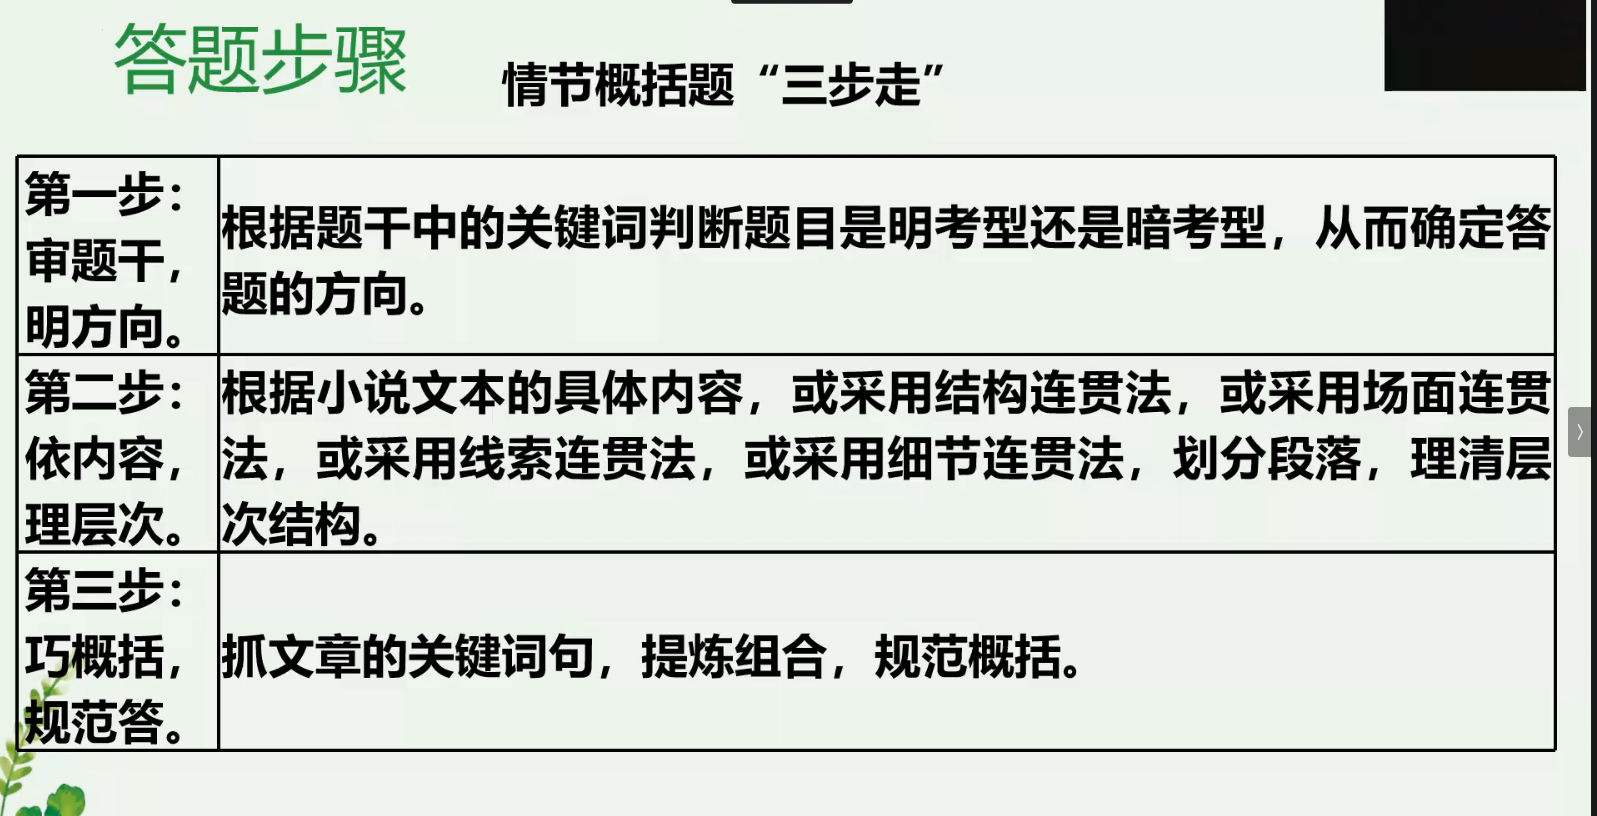 答题步骤
情节概括题“三步走”
第一步：
审题干，
明方向。
根据题干中的关键词判断题目是明考型还是暗考型，从而确定答
题的方向。
第二步：
依内容，
理层次。
根据小说文本的具体内容，或采用结构连贯法，或采用场面连贯
法，或采用线索连贯法，或采用细节连贯法，划分段落，理清层
次结构。
第三步：
巧概括，
规范答。
抓文章的关键词句，提炼组合，规范概括。